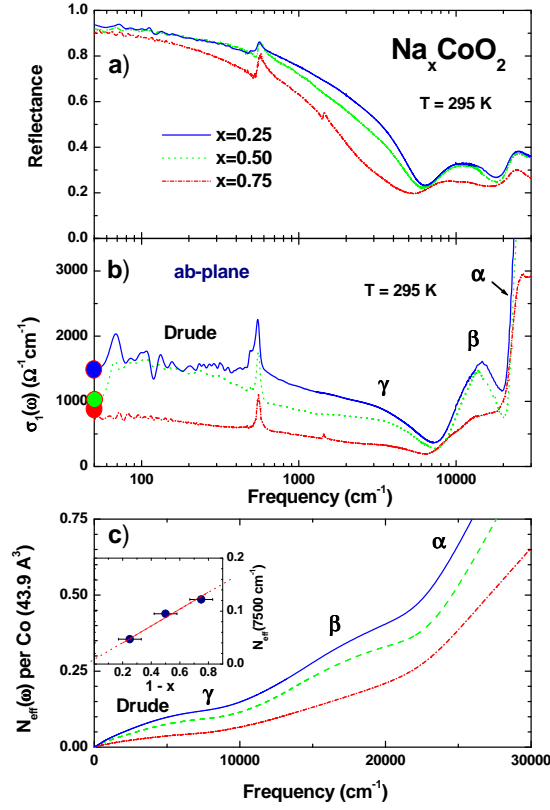 1.0
0.8
0.6
0.4
0.2
0.0
Reflectance
a)
NaxCoO2
T = 295 K
x=0.25
x=0.50
x=0.75
3000
2000
1000
0
σ1(ω) (Ω-1cm-1)
b)
ab-plane
T = 295 K
α
β
Drude
γ
100
1000
10000
Frequency (cm-1)
0.75
0.50
0.25
0.00
Neff(ω) per Co (43.9 A3)
c)
0.2
0.1
0.0
Neff(7500 cm-1)
0.0 0.2 0.4 0.6 0.8
1 - x
α
β
Drude
γ
0 10000 20000 30000
Frequency (cm-1)